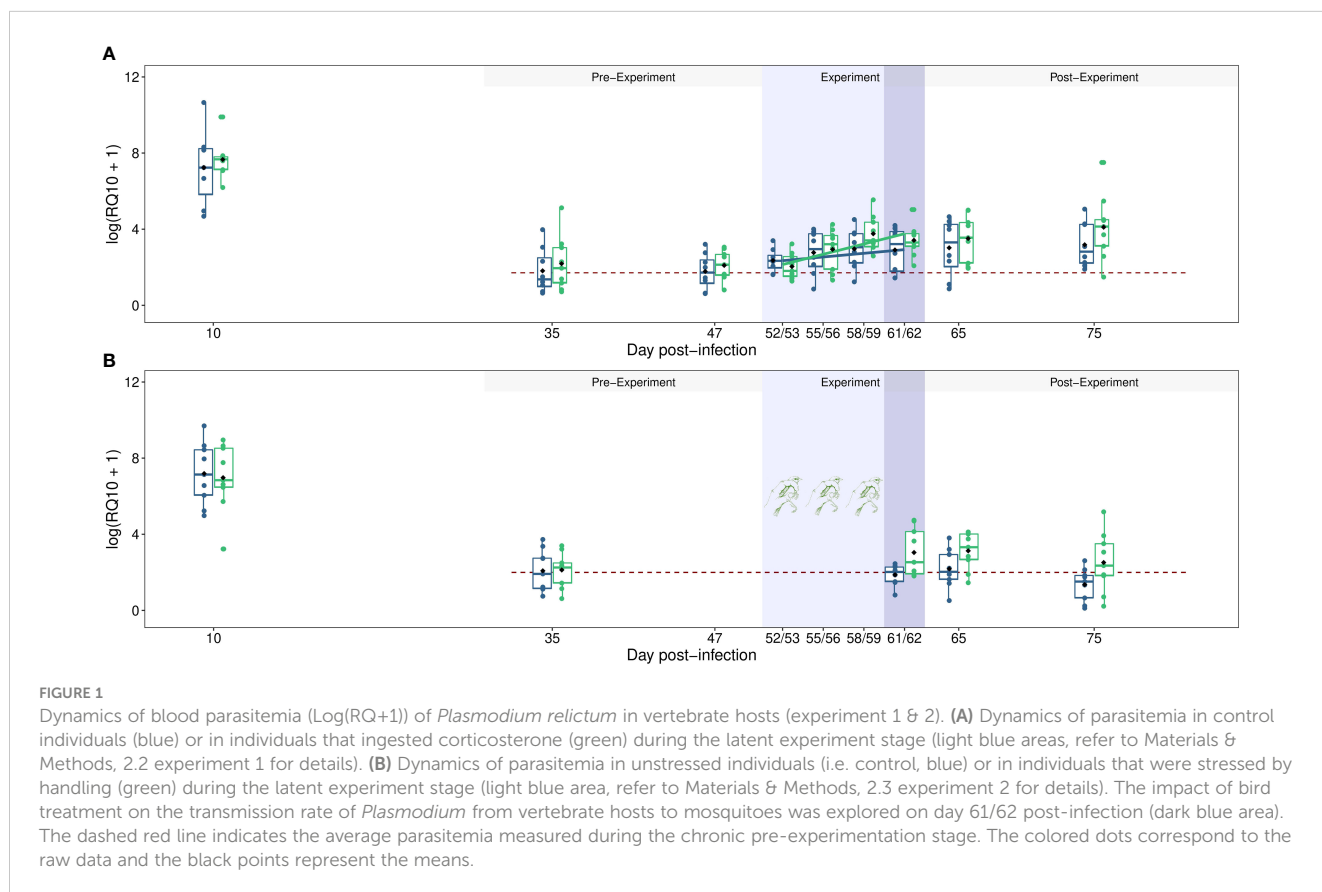 A
Pre-Experiment
Experiment
Post-Experiment
12
8
4
0
log(RQ10 + 1)
10
35
47
52/53
55/56
58/59
61/62
65
75
Day post-infection
B
Pre-Experiment
Experiment
Post-Experiment
12
8
4
0
log(RQ10 + 1)
10
35
47
52/53
55/56
58/59
61/62
65
75
Day post-infection
FIGURE 1
Dynamics of blood parasitemia (Log(RQ+1)) of Plasmodium relictum in vertebrate hosts (experiment 1 & 2). (A) Dynamics of parasitemia in control
individuals (blue) or in individuals that ingested corticosterone (green) during the latent experiment stage (light blue areas, refer to Materials &
Methods, 2.2 experiment 1 for details). (B) Dynamics of parasitemia in unstressed individuals (i.e. control, blue) or in individuals that were stressed by
handling (green) during the latent experiment stage (light blue area, refer to Materials & Methods, 2.3 experiment 2 for details). The impact of bird
treatment on the transmission rate of Plasmodium from vertebrate hosts to mosquitoes was explored on day 61/62 post-infection (dark blue area).
The dashed red line indicates the average parasitemia measured during the chronic pre-experimentation stage. The colored dots correspond to the
raw data and the black points represent the means.